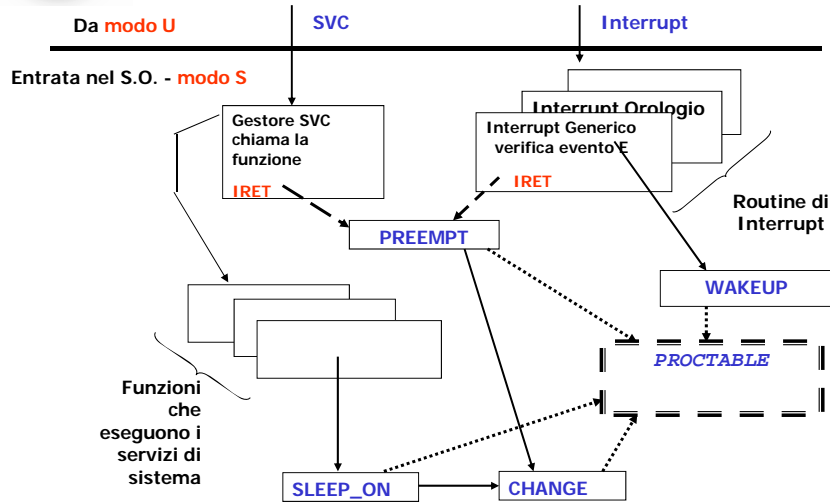 Da modo U
SVC
Interrupt
Entrata nel S.O. - modo S
Gestore SVC
chiama la
funzione
IRET
Interrupt Orologio
Interrupt Generico
verifica evento E
IRET
Routine di
Interrupt
PREEMPT
WAKEUP
PROCTABLE
Funzioni
che
eseguono i
servizi di
sistema
SLEEP_ON
CHANGE